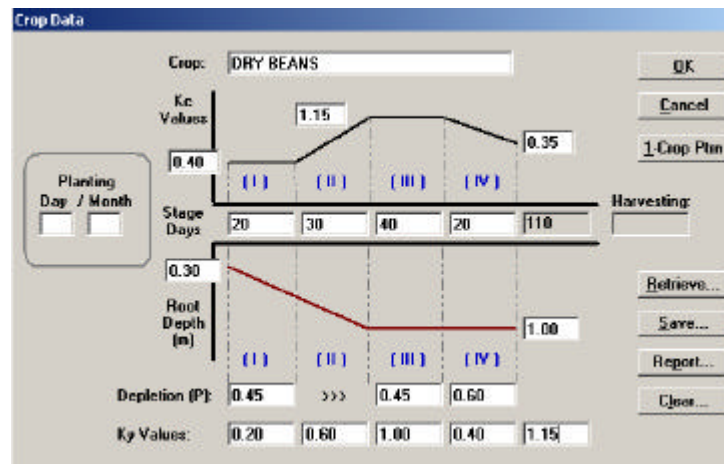 Crop Data
Crop: DRY BEANS
OK
Kc Values
1.15
Cancel
0.40
0.35
1-Crop Ptrn
( I ) ( II ) ( III ) ( IV )
Planting
Day / Month
Harvesting:
Stage Days
20 30 40 20 110
0.30
Root Depth (m)
Retrieve...
1.00
Save...
( I ) ( II ) ( III ) ( IV )
Report...
Depletion (P): 0.45 >>> 0.45 0.60
Clear...
Ky Values: 0.20 0.60 1.00 0.40 1.15